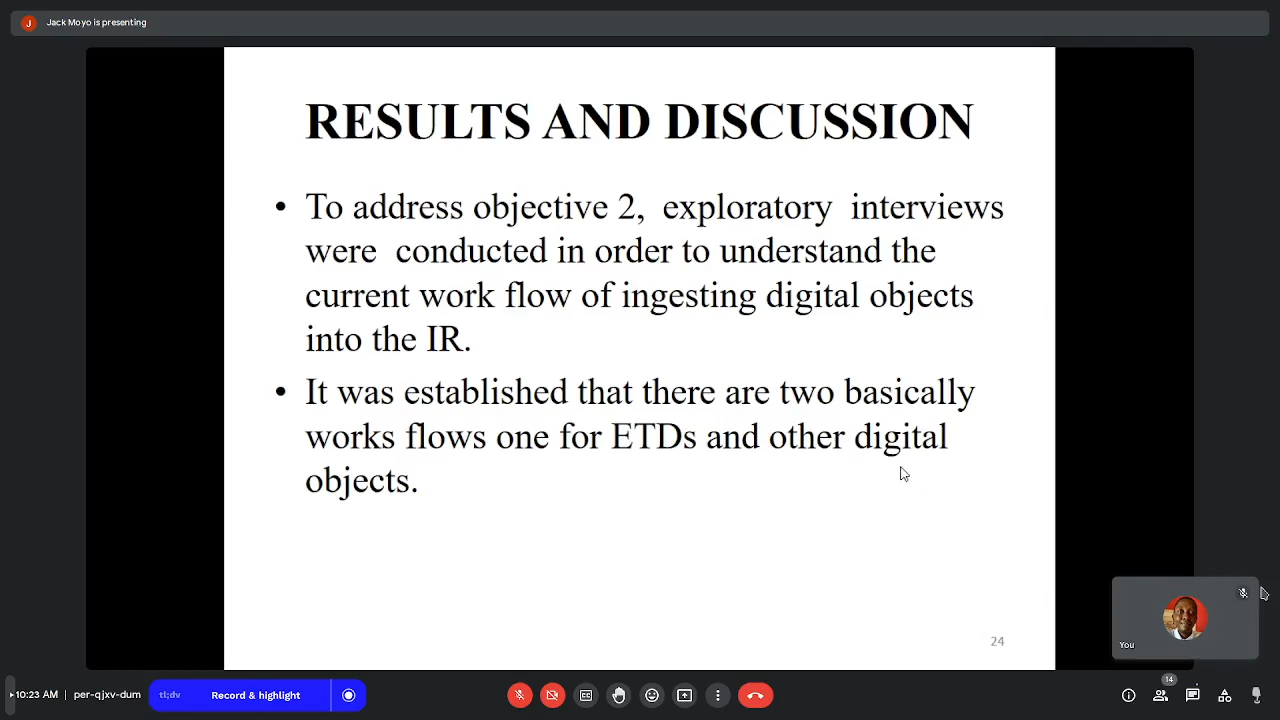 J Jack Moyo is presenting
RESULTS AND DISCUSSION
• To address objective 2, exploratory interviews
were conducted in order to understand the
current work flow of ingesting digital objects
into the IR.
• It was established that there are two basically
works flows one for ETDs and other digital
objects.
24
You
14
10:23 AM | per-qjxv-dum
tl;dv Record & highlight